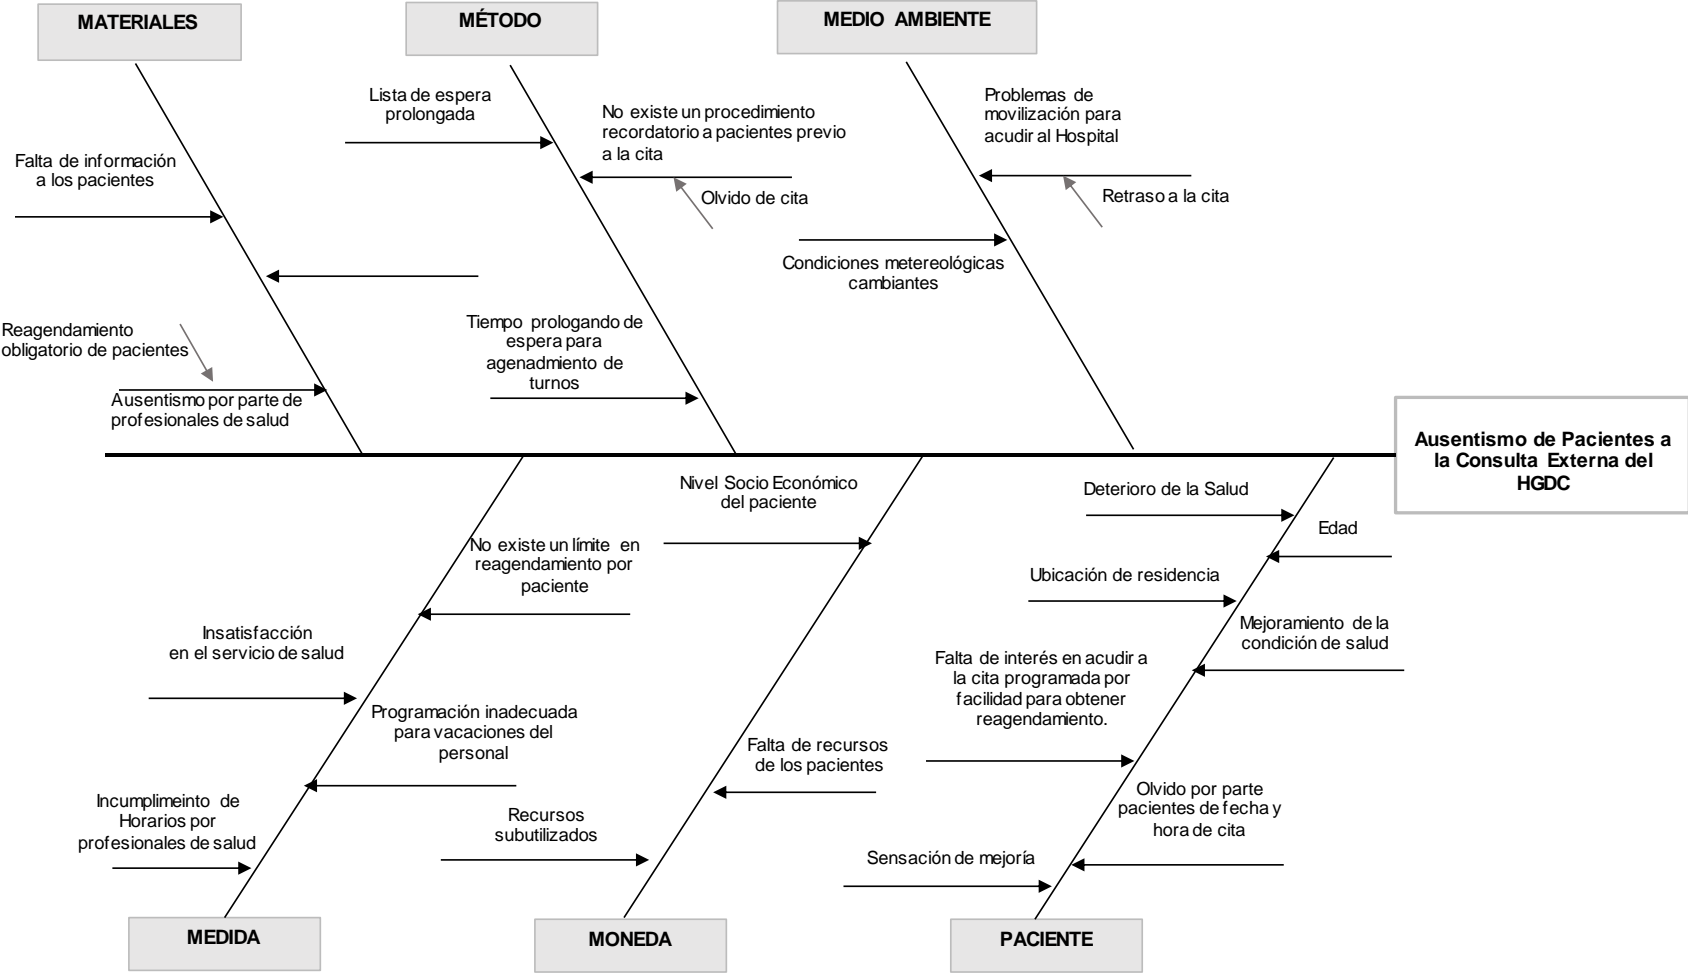 MATERIALES
MÉTODO
MEDIO AMBIENTE
Falta de información
a los pacientes
Reagendamiento
obligatorio de pacientes
Ausentismo por parte de
profesionales de salud
Lista de espera
prolongada
No existe un procedimiento
recordatorio a pacientes previo
a la cita
Olvido de cita
Tiempo prologando de
espera para
agenadmiento de
turnos
Problemas de
movilización para
acudir al Hospital
Retraso a la cita
Condiciones metereológicas
cambiantes
Ausentismo de Pacientes a
la Consulta Externa del
HGDC
No existe un límite en
reagendamiento por
paciente
Insatisfacción
en el servicio de salud
Programación inadecuada
para vacaciones del
personal
Incumplimeinto de
Horarios por
profesionales de salud
Nivel Socio Económico
del paciente
Falta de recursos
de los pacientes
Recursos
subutilizados
Deterioro de la Salud
Edad
Ubicación de residencia
Mejoramiento de la
condición de salud
Falta de interés en acudir a
la cita programada por
facilidad para obtener
reagendamiento.
Olvido por parte
pacientes de fecha y
hora de cita
Sensación de mejoría
MEDIDA
MONEDA
PACIENTE